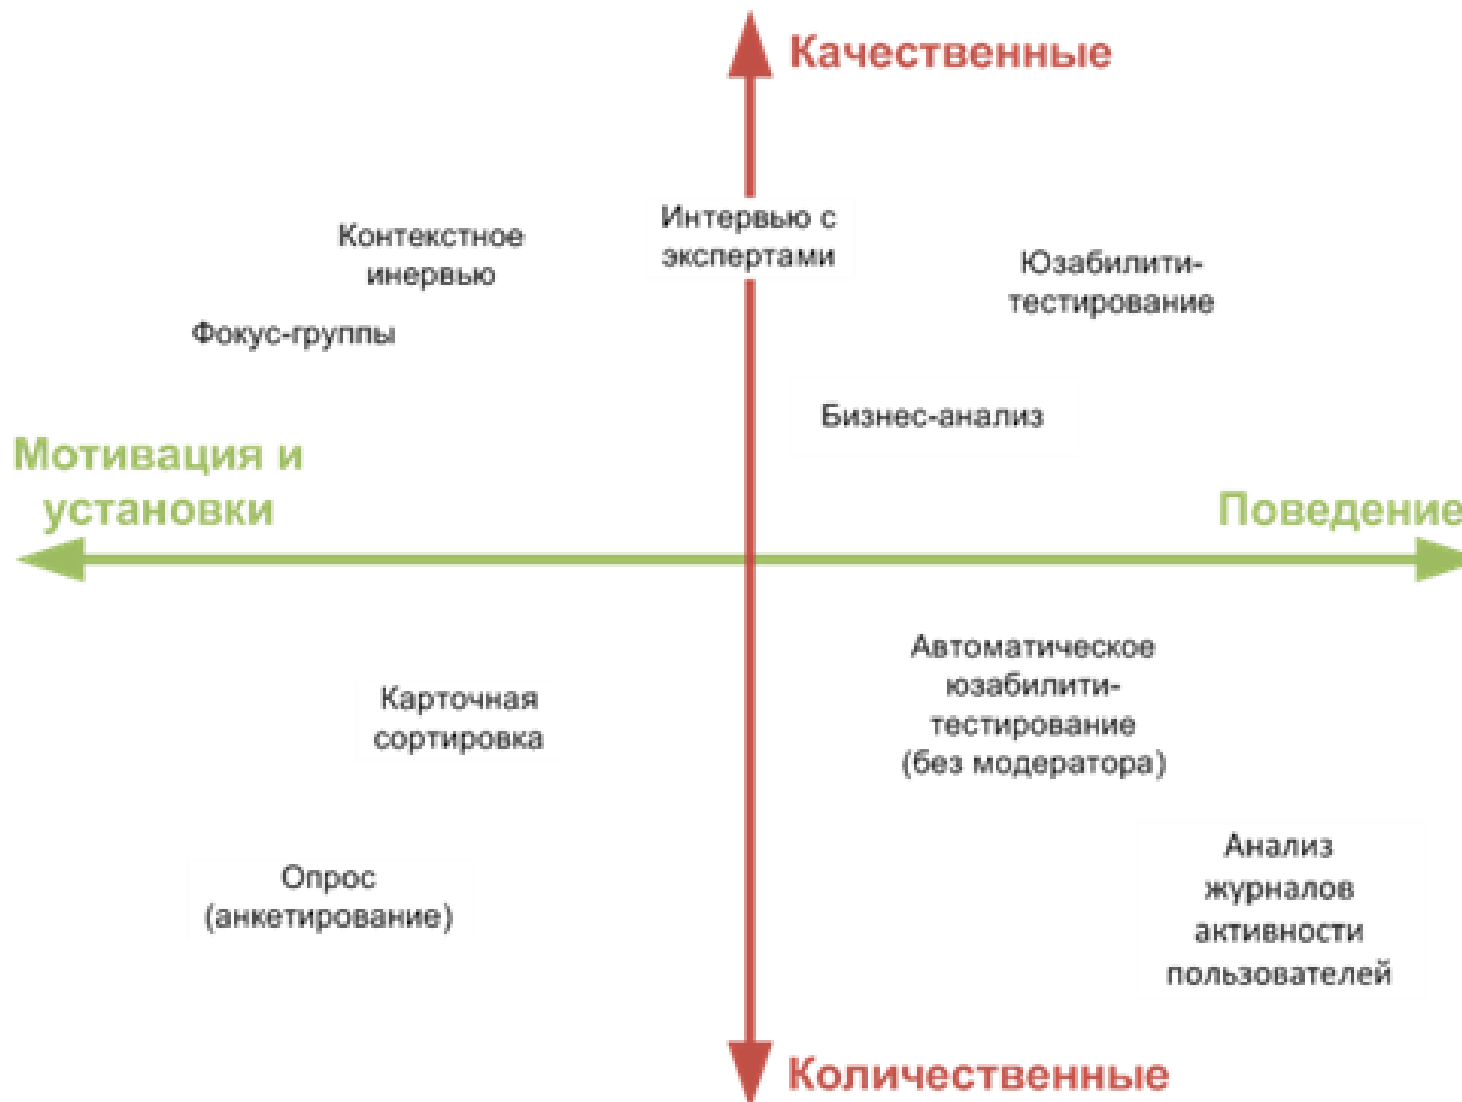 Качественные
Интервью с
экспертами
Контекстное
инервью
Юзабилити-
тестирование
Фокус-группы
Бизнес-анализ
Мотивация и
установки
Поведение
Автоматическое
юзабилити-
тестирование
(без модератора)
Карточная
сортировка
Опрос
(анкетирование)
Анализ
журналов
активности
пользователей
Количественные